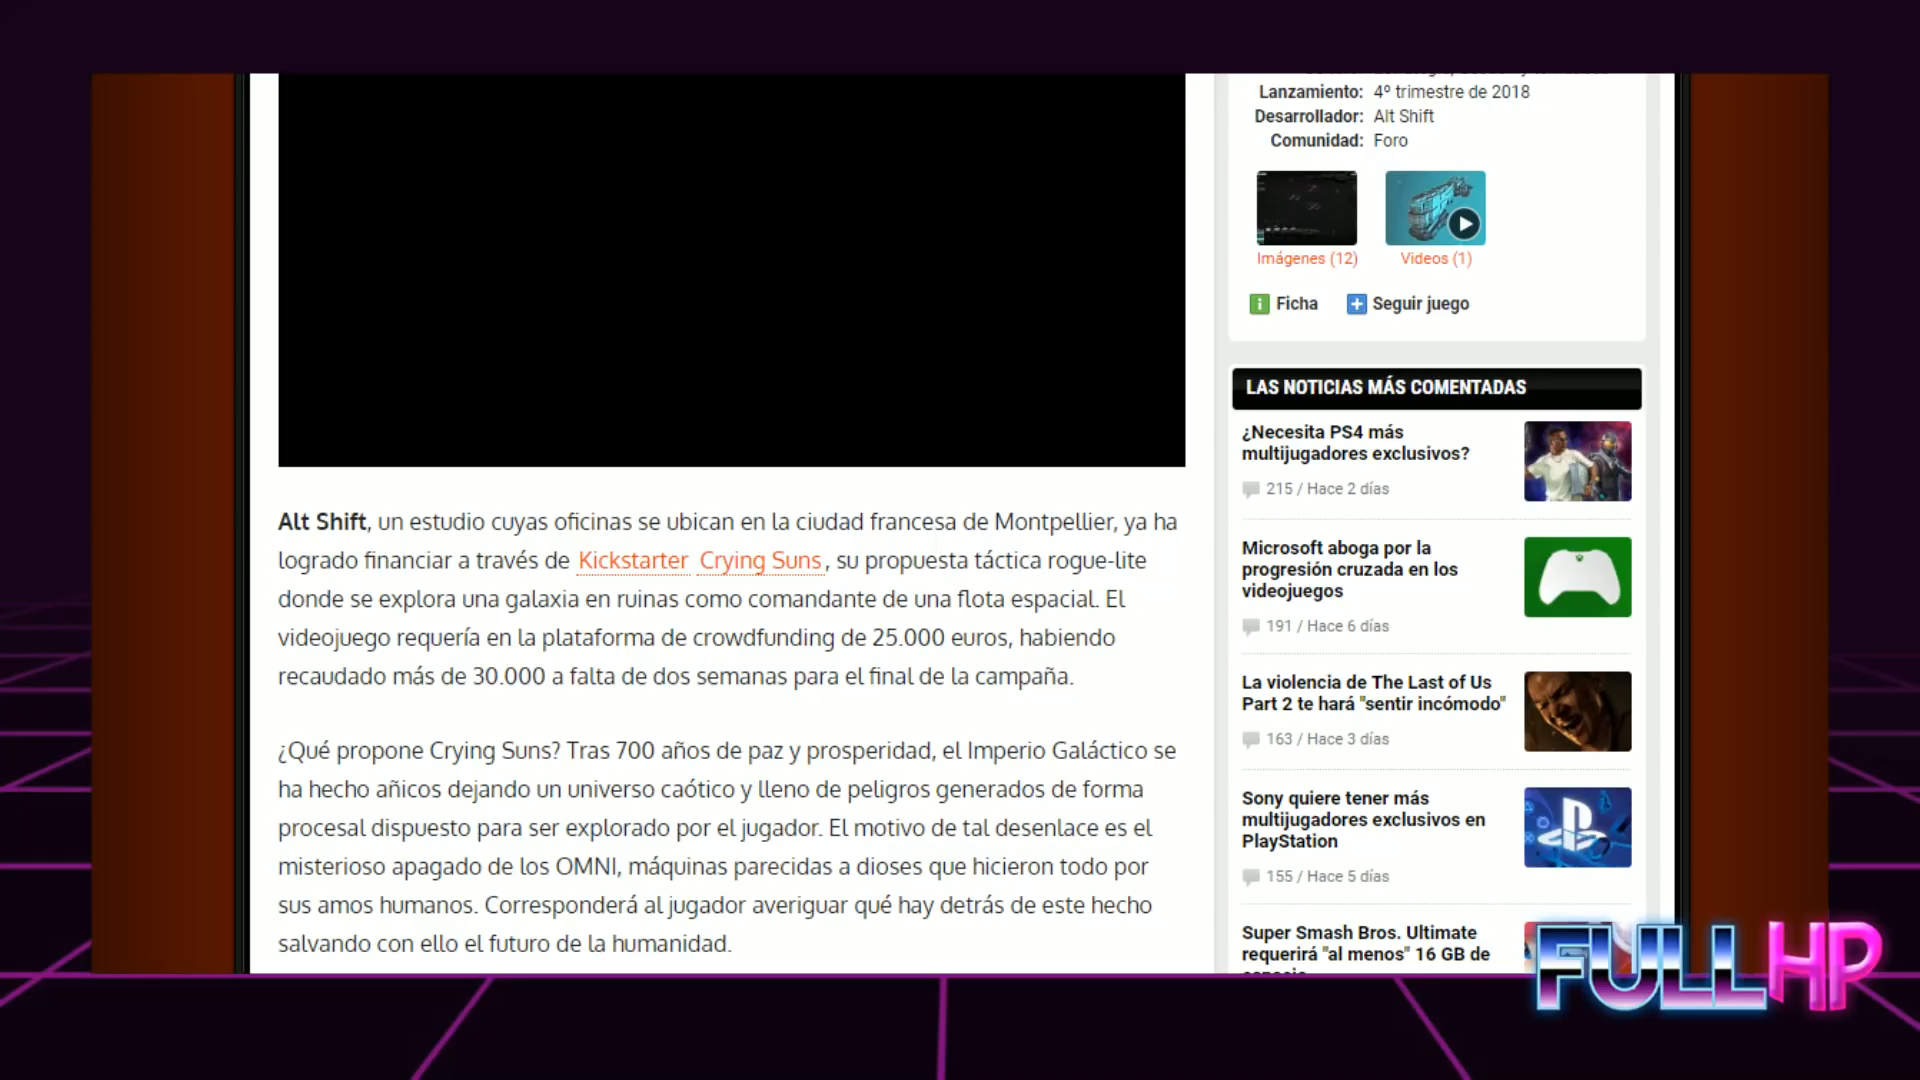 Lanzamiento: 4º trimestre de 2018
Desarrollador: Alt Shift
Comunidad: Foro
Imágenes (12)
Videos (1)
Ficha
Seguir juego
Alt Shift, un estudio cuyas oficinas se ubican en la ciudad francesa de Montpellier, ya ha
logrado financiar a través de Kickstarter Crying Suns, su propuesta táctica rogue-lite
donde se explora una galaxia en ruinas como comandante de una flota espacial. El
videojuego requería en la plataforma de crowdfunding de 25.000 euros, habiendo
recaudado más de 30.000 a falta de dos semanas para el final de la campaña.
¿Qué propone Crying Suns? Tras 700 años de paz y prosperidad, el Imperio Galáctico se
ha hecho añicos dejando un universo caótico y lleno de peligros generados de forma
procesal dispuesto para ser explorado por el jugador. El motivo de tal desenlace es el
misterioso apagado de los OMNI, máquinas parecidas a dioses que hicieron todo por
sus amos humanos. Corresponderá al jugador averiguar qué hay detrás de este hecho
salvando con ello el futuro de la humanidad.
LAS NOTICIAS MÁS COMENTADAS
¿Necesita PS4 más
multijugadores exclusivos?
215 / Hace 2 días
Microsoft aboga por la
progresión cruzada en los
videojuegos
191 / Hace 6 días
La violencia de The Last of Us
Part 2 te hará "sentir incómodo"
163 / Hace 3 días
Sony quiere tener más
multijugadores exclusivos en
PlayStation
155 / Hace 5 días
Super Smash Bros. Ultimate
requerirá "al menos" 16 GB de
FULL HP